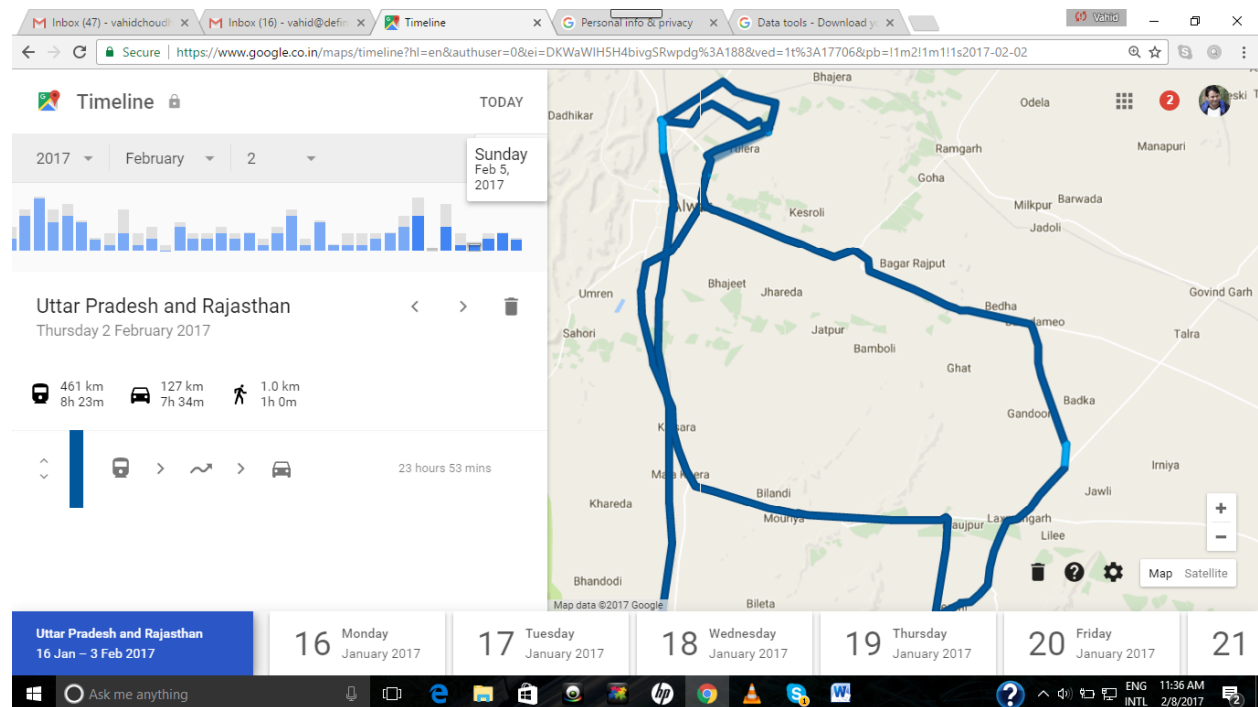 Inbox (47) - vahidchoudh
Inbox (16) - vahid@defin
Timeline
Personal info & privacy
Data tools - Download yo
Vahid
Secure
https://www.google.co.in/maps/timeline?hl=en&authuser=0&ei=DKWaWIH5H4bivgSRwpdg%3A188&ved=1t%3A17706&pb=!1m2!1m1!1s2017-02-02
Timeline
TODAY
2017 February 2
Sunday
Feb 5,
2017
Uttar Pradesh and Rajasthan
Thursday 2 February 2017
461 km
8h 23m
127 km
7h 34m
1.0 km
1h 0m
23 hours 53 mins
Bhajera
Odela
2
Dadhikar
Ramgarh
Manapuri
Goha
Kesroli
Milkpur
Barwada
Jadoli
Bagar Rajput
Umren
Bhajeet
Jhareda
Govind Garh
Bedha
Sahori
Jatpur
Talra
Bamboli
Ghat
Badka
Gandoor
Irniya
Jawli
Khareda
Bilandi
Mouriya
Lilee
Bhandodi
Bileta
Map Satellite
Map data ©2017 Google
Uttar Pradesh and Rajasthan
16 Jan – 3 Feb 2017
16 Monday
January 2017
17 Tuesday
January 2017
18 Wednesday
January 2017
19 Thursday
January 2017
20 Friday
January 2017
21
Ask me anything
ENG
INTL
11:36 AM
2/8/2017
2